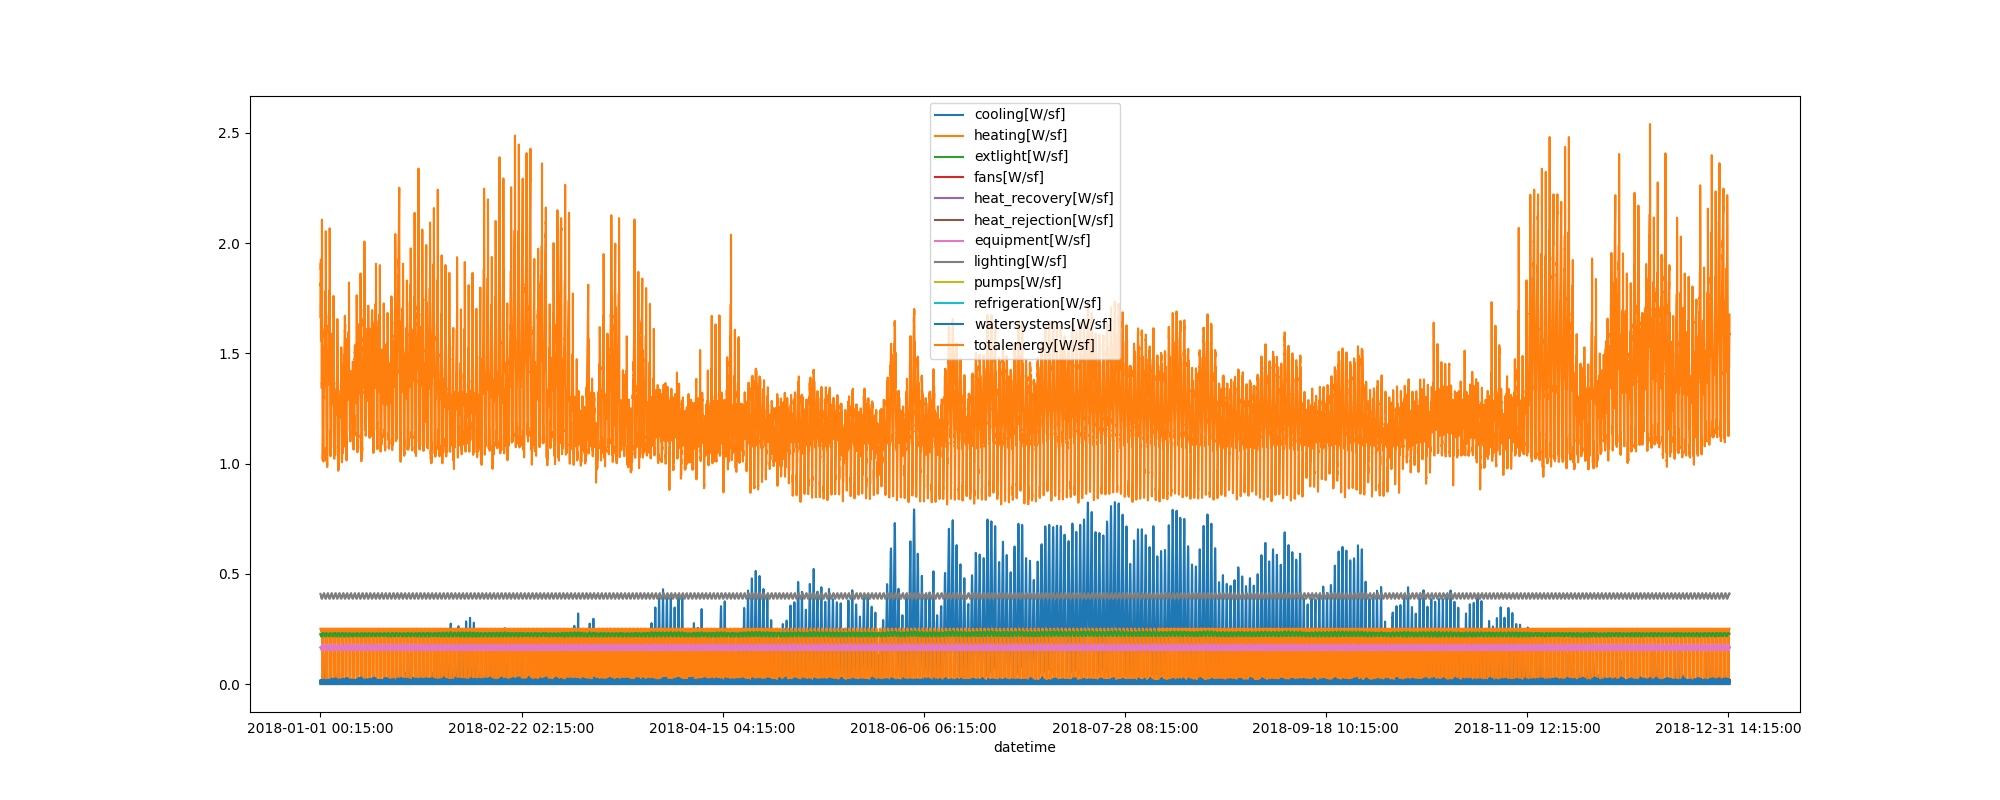 cooling[W/sf]
heating[W/sf]
extlight[W/sf]
fans[W/sf]
heat_recovery[W/sf]
heat_rejection[W/sf]
equipment[W/sf]
lighting[W/sf]
pumps[W/sf]
refrigeration[W/sf]
watersystems[W/sf]
totalenergy[W/sf]
2.5
2.0
1.5
1.0
0.5
0.0
2018-01-01 00:15:00 2018-02-22 02:15:00 2018-04-15 04:15:00 2018-06-06 06:15:00 2018-07-28 08:15:00 2018-09-18 10:15:00 2018-11-09 12:15:00 2018-12-31 14:15:00
datetime